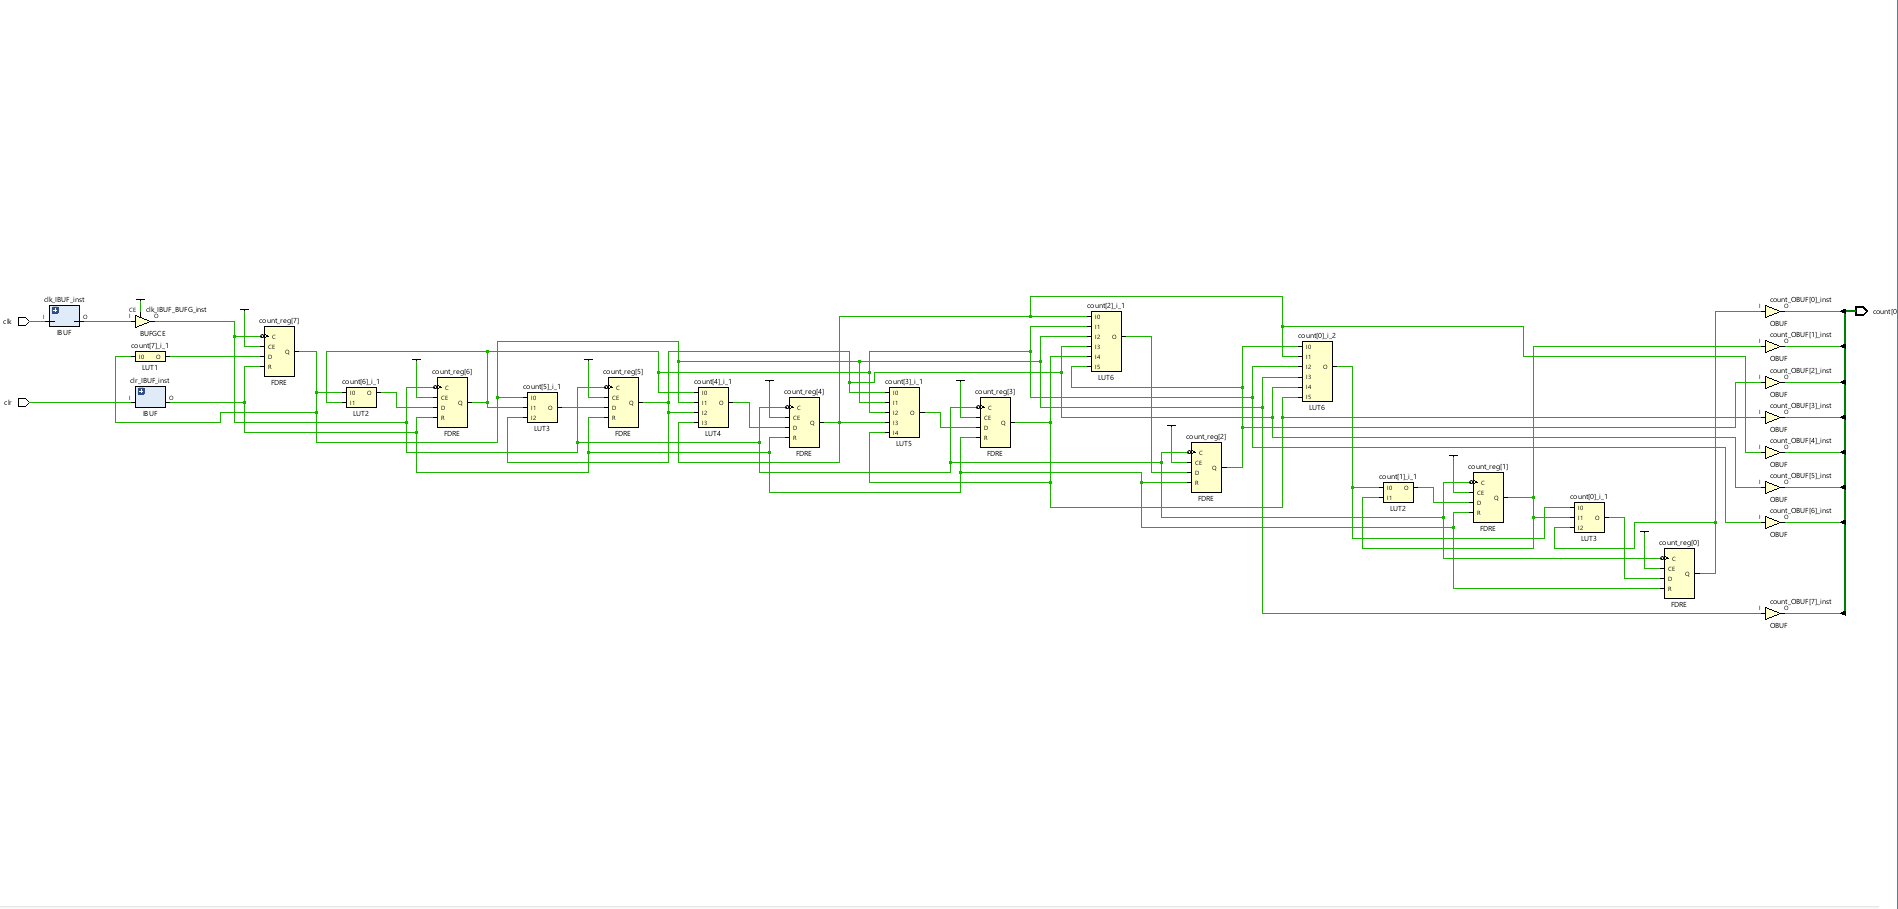 clk
clk_IBUF_inst
I
O
IBUF
CE
clk_IBUF_BUFG_inst
I
O
BUFGCE
count[7]_i_1
I0 O
LUT1
clr
clr_IBUF_inst
I
O
IBUF
count_reg[7]
C
CE
D
R
Q
FDRE
count[6]_i_1
I0 O
I1
LUT2
count_reg[6]
C
CE
D
R
Q
FDRE
count[5]_i_1
I0
I1 O
I2
LUT3
count_reg[5]
C
CE
D
R
Q
FDRE
count[4]_i_1
I0
I1 O
I2
I3
LUT4
count_reg[4]
C
CE
D
R
Q
FDRE
count[3]_i_1
I0
I1
I2 O
I3
I4
LUT5
count_reg[3]
C
CE
D
R
Q
FDRE
count[2]_i_1
I0
I1
I2 O
I3
I4
I5
LUT6
count_reg[2]
C
CE
D
R
Q
FDRE
count[0]_i_2
I0
I1
I2 O
I3
I4
I5
LUT6
count[1]_i_1
I0 O
I1
LUT2
count_reg[1]
C
CE
D
R
Q
FDRE
count[0]_i_1
I0
I1 O
I2
LUT3
count_reg[0]
C
CE
D
R
Q
FDRE
count_OBUF[0]_inst
I O
OBUF
count_OBUF[1]_inst
I O
OBUF
count_OBUF[2]_inst
I O
OBUF
count_OBUF[3]_inst
I O
OBUF
count_OBUF[4]_inst
I O
OBUF
count_OBUF[5]_inst
I O
OBUF
count_OBUF[6]_inst
I O
OBUF
count_OBUF[7]_inst
I O
OBUF
count[0